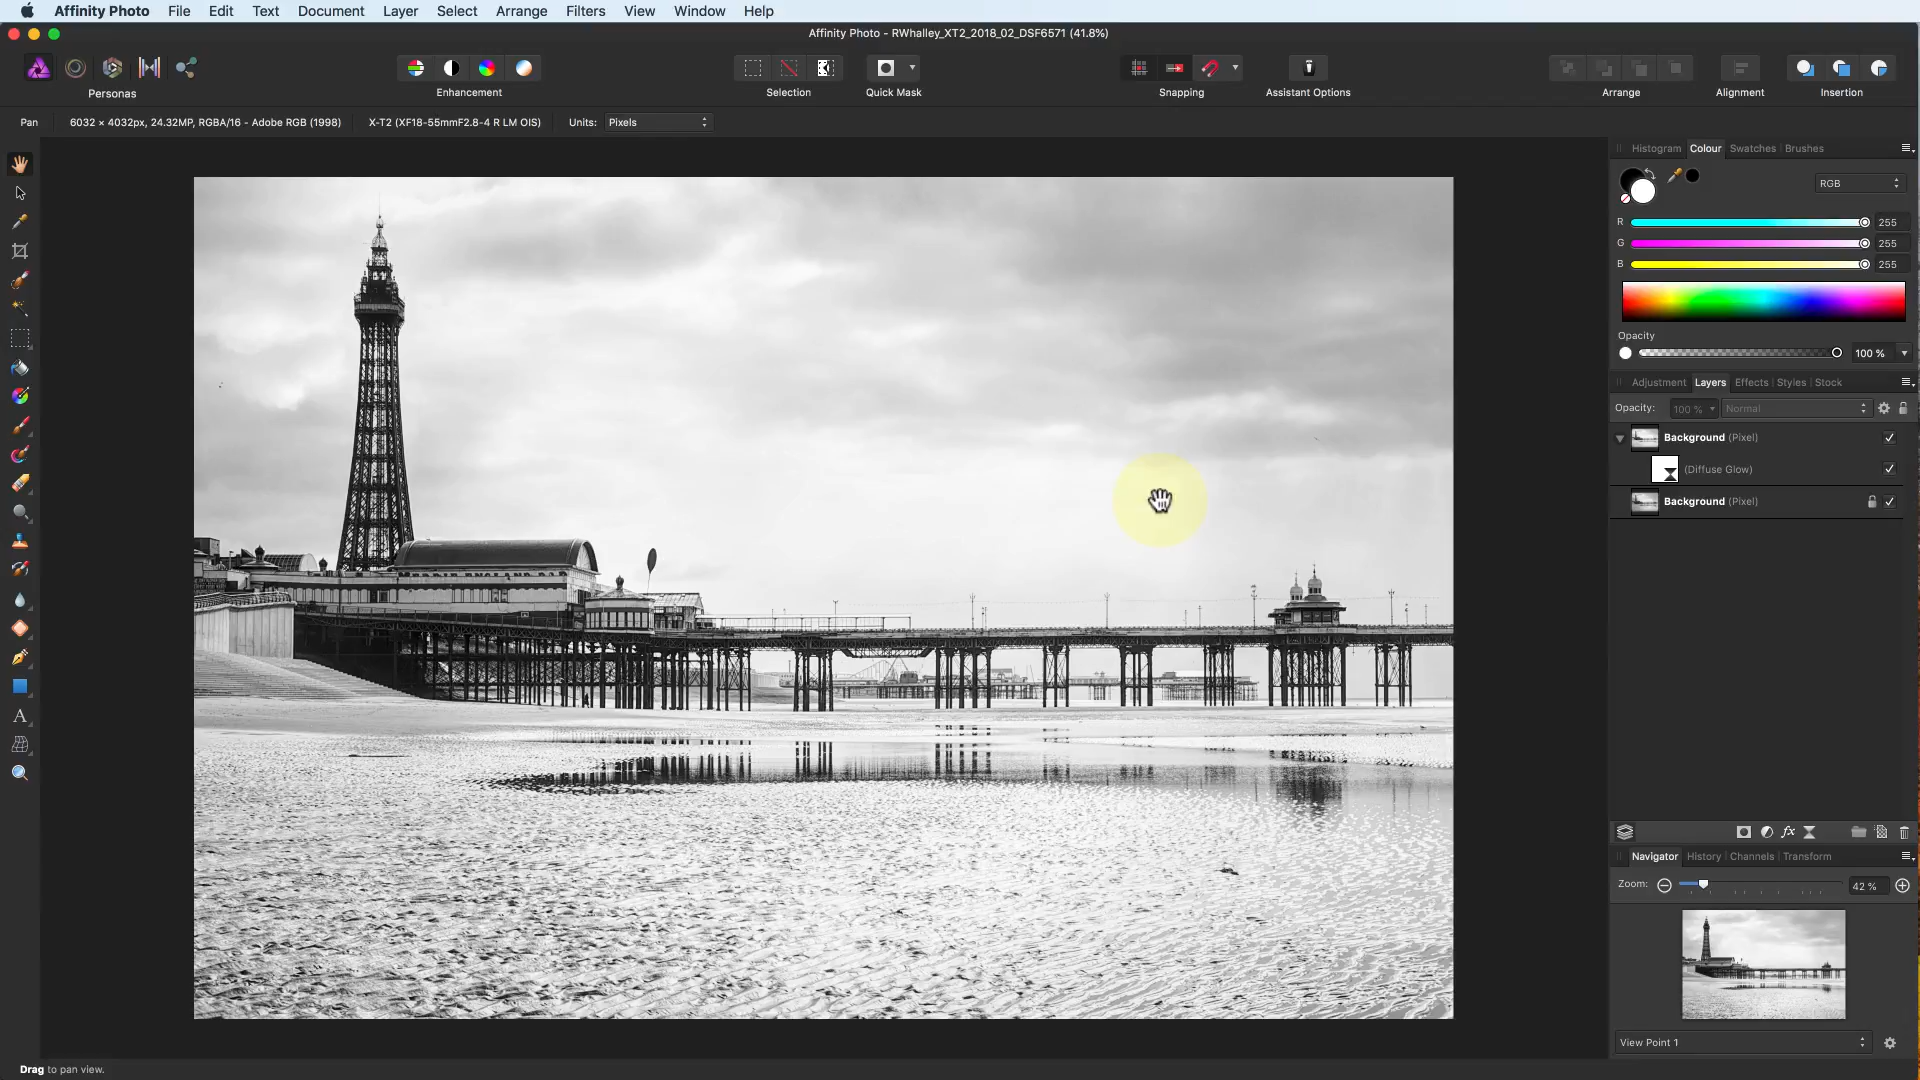 Affinity Photo File Edit Text Document Layer Select Arrange Filters View Window Help
Affinity Photo - RWhalley_XT2_2018_02_DSF6571 (41.8%)
Personas Enhancement Selection Quick Mask Snapping Assistant Options Arrange Alignment Insertion
Pan 6032 × 4032px, 24.32MP, RGBA/16 - Adobe RGB (1998) X-T2 (XF18-55mmF2.8-4 R LM OIS) Units: Pixels
Histogram Colour Swatches Brushes
RGB
R 255
G 255
B 255
Opacity
100 %
Adjustment Layers Effects Styles Stock
Opacity: 100 % Normal
Background (Pixel)
(Diffuse Glow)
Background (Pixel)
fx
Navigator History Channels Transform
Zoom: 42 %
View Point 1
A
Drag to pan view.